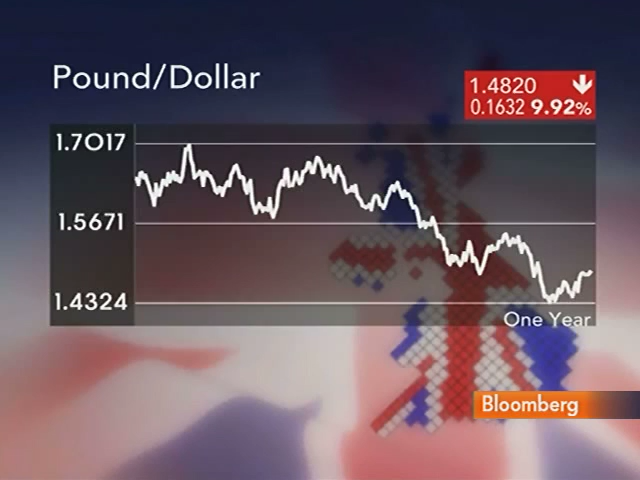 Pound/Dollar
1.4820
0.1632 9.92%
1.7017
1.5671
1.4324
One Year
Bloomberg